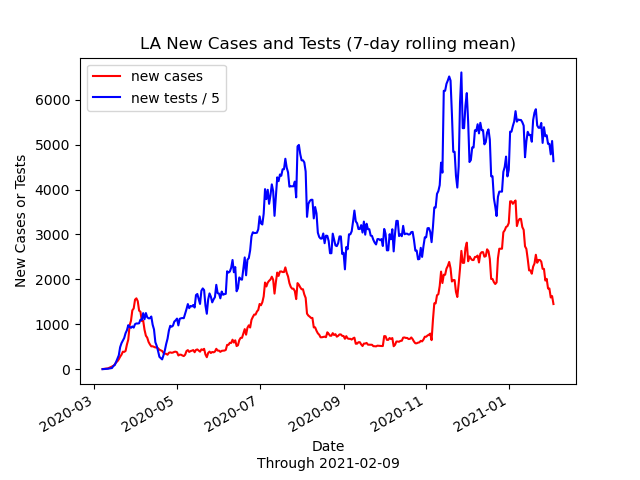 LA New Cases and Tests (7-day rolling mean)
new cases
new tests / 5
6000
5000
4000
3000
2000
1000
0
New Cases or Tests
2020-03
2020-05
2020-07
2020-09
2020-11
2021-01
Date
Through 2021-02-09